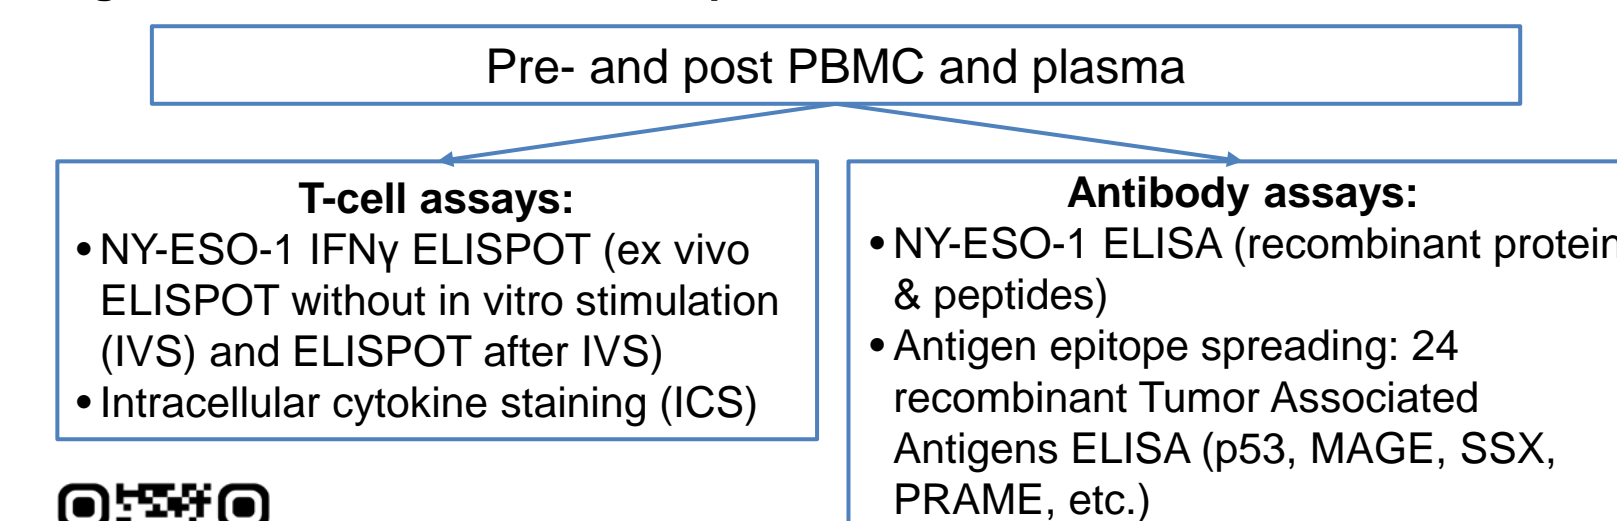 Pre- and post PBMC and plasma
T-cell assays:
• NY-ESO-1 IFNγ ELISPOT (ex vivo
ELISPOT without in vitro stimulation
(IVS) and ELISPOT after IVS)
• Intracellular cytokine staining (ICS)
Antibody assays:
• NY-ESO-1 ELISA (recombinant protein
& peptides)
• Antigen epitope spreading: 24
recombinant Tumor Associated
Antigens ELISA (p53, MAGE, SSX,
PRAME, etc.)